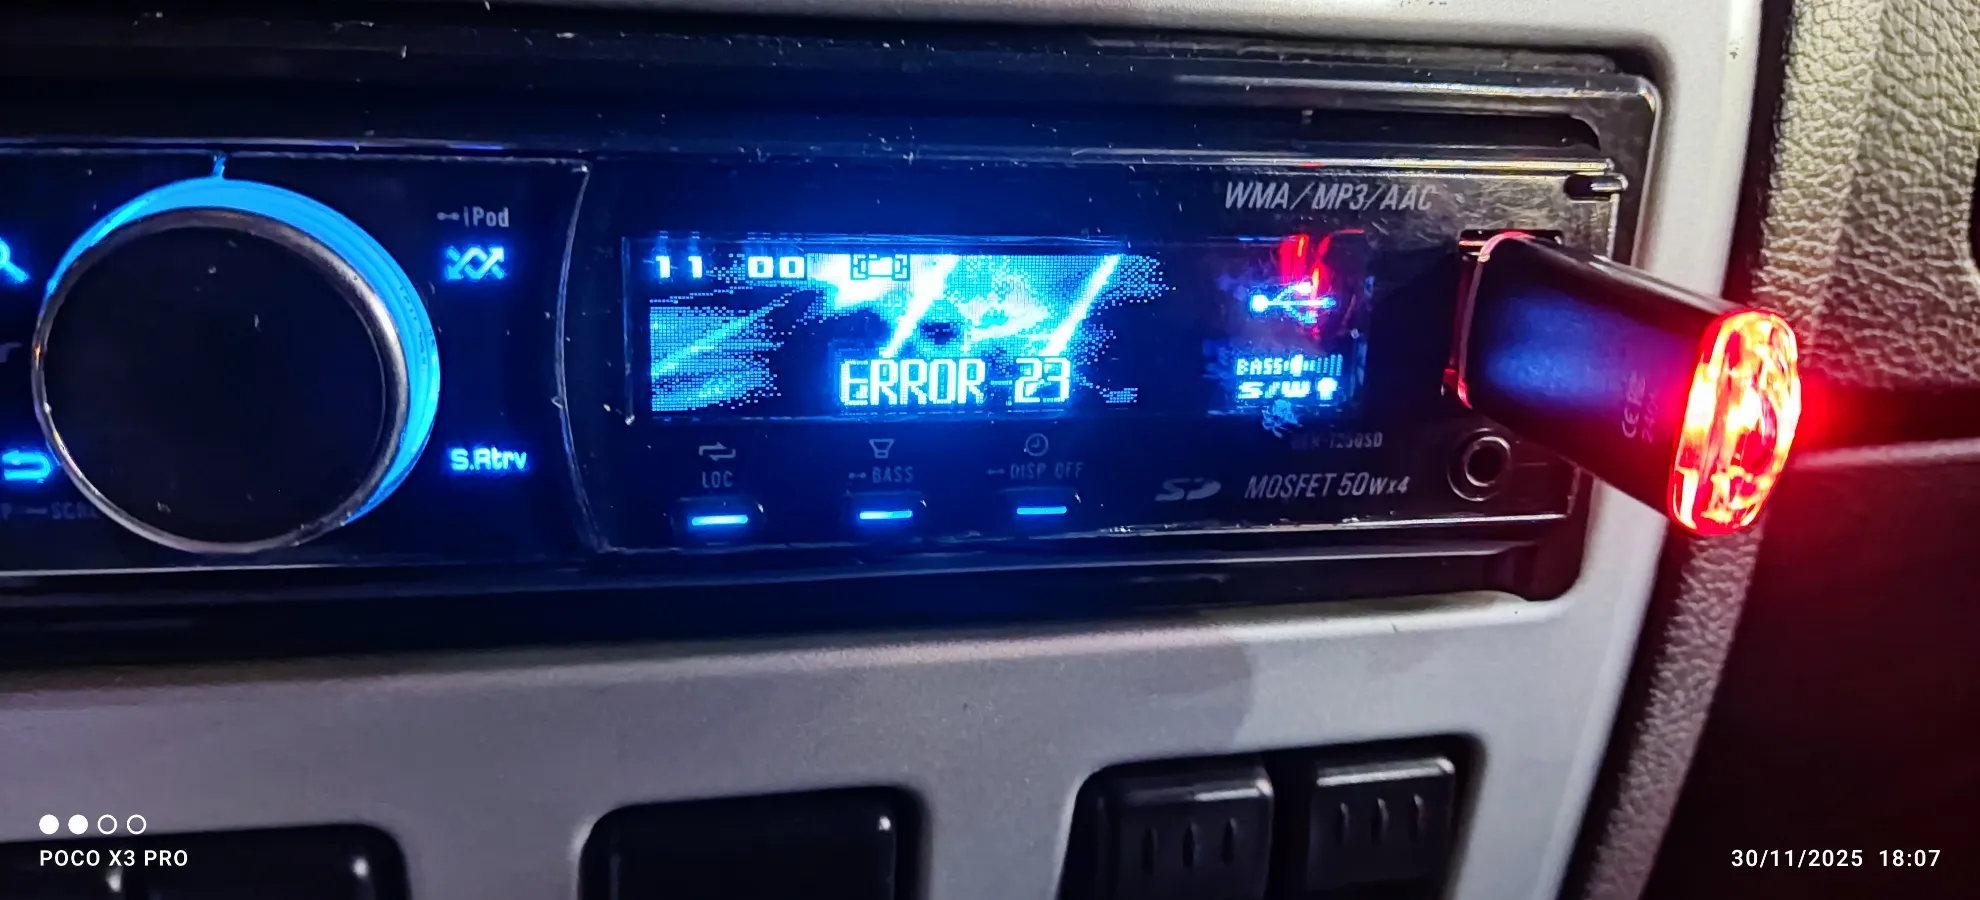 WMA/MP3/AAC
iPod
11 00
ERROR-23
BASS
S/W
S.Rtrv
LOC
BASS
DISP OFF
MOSFET 50Wx4
CE
POCO X3 PRO
30/11/2025 18:07